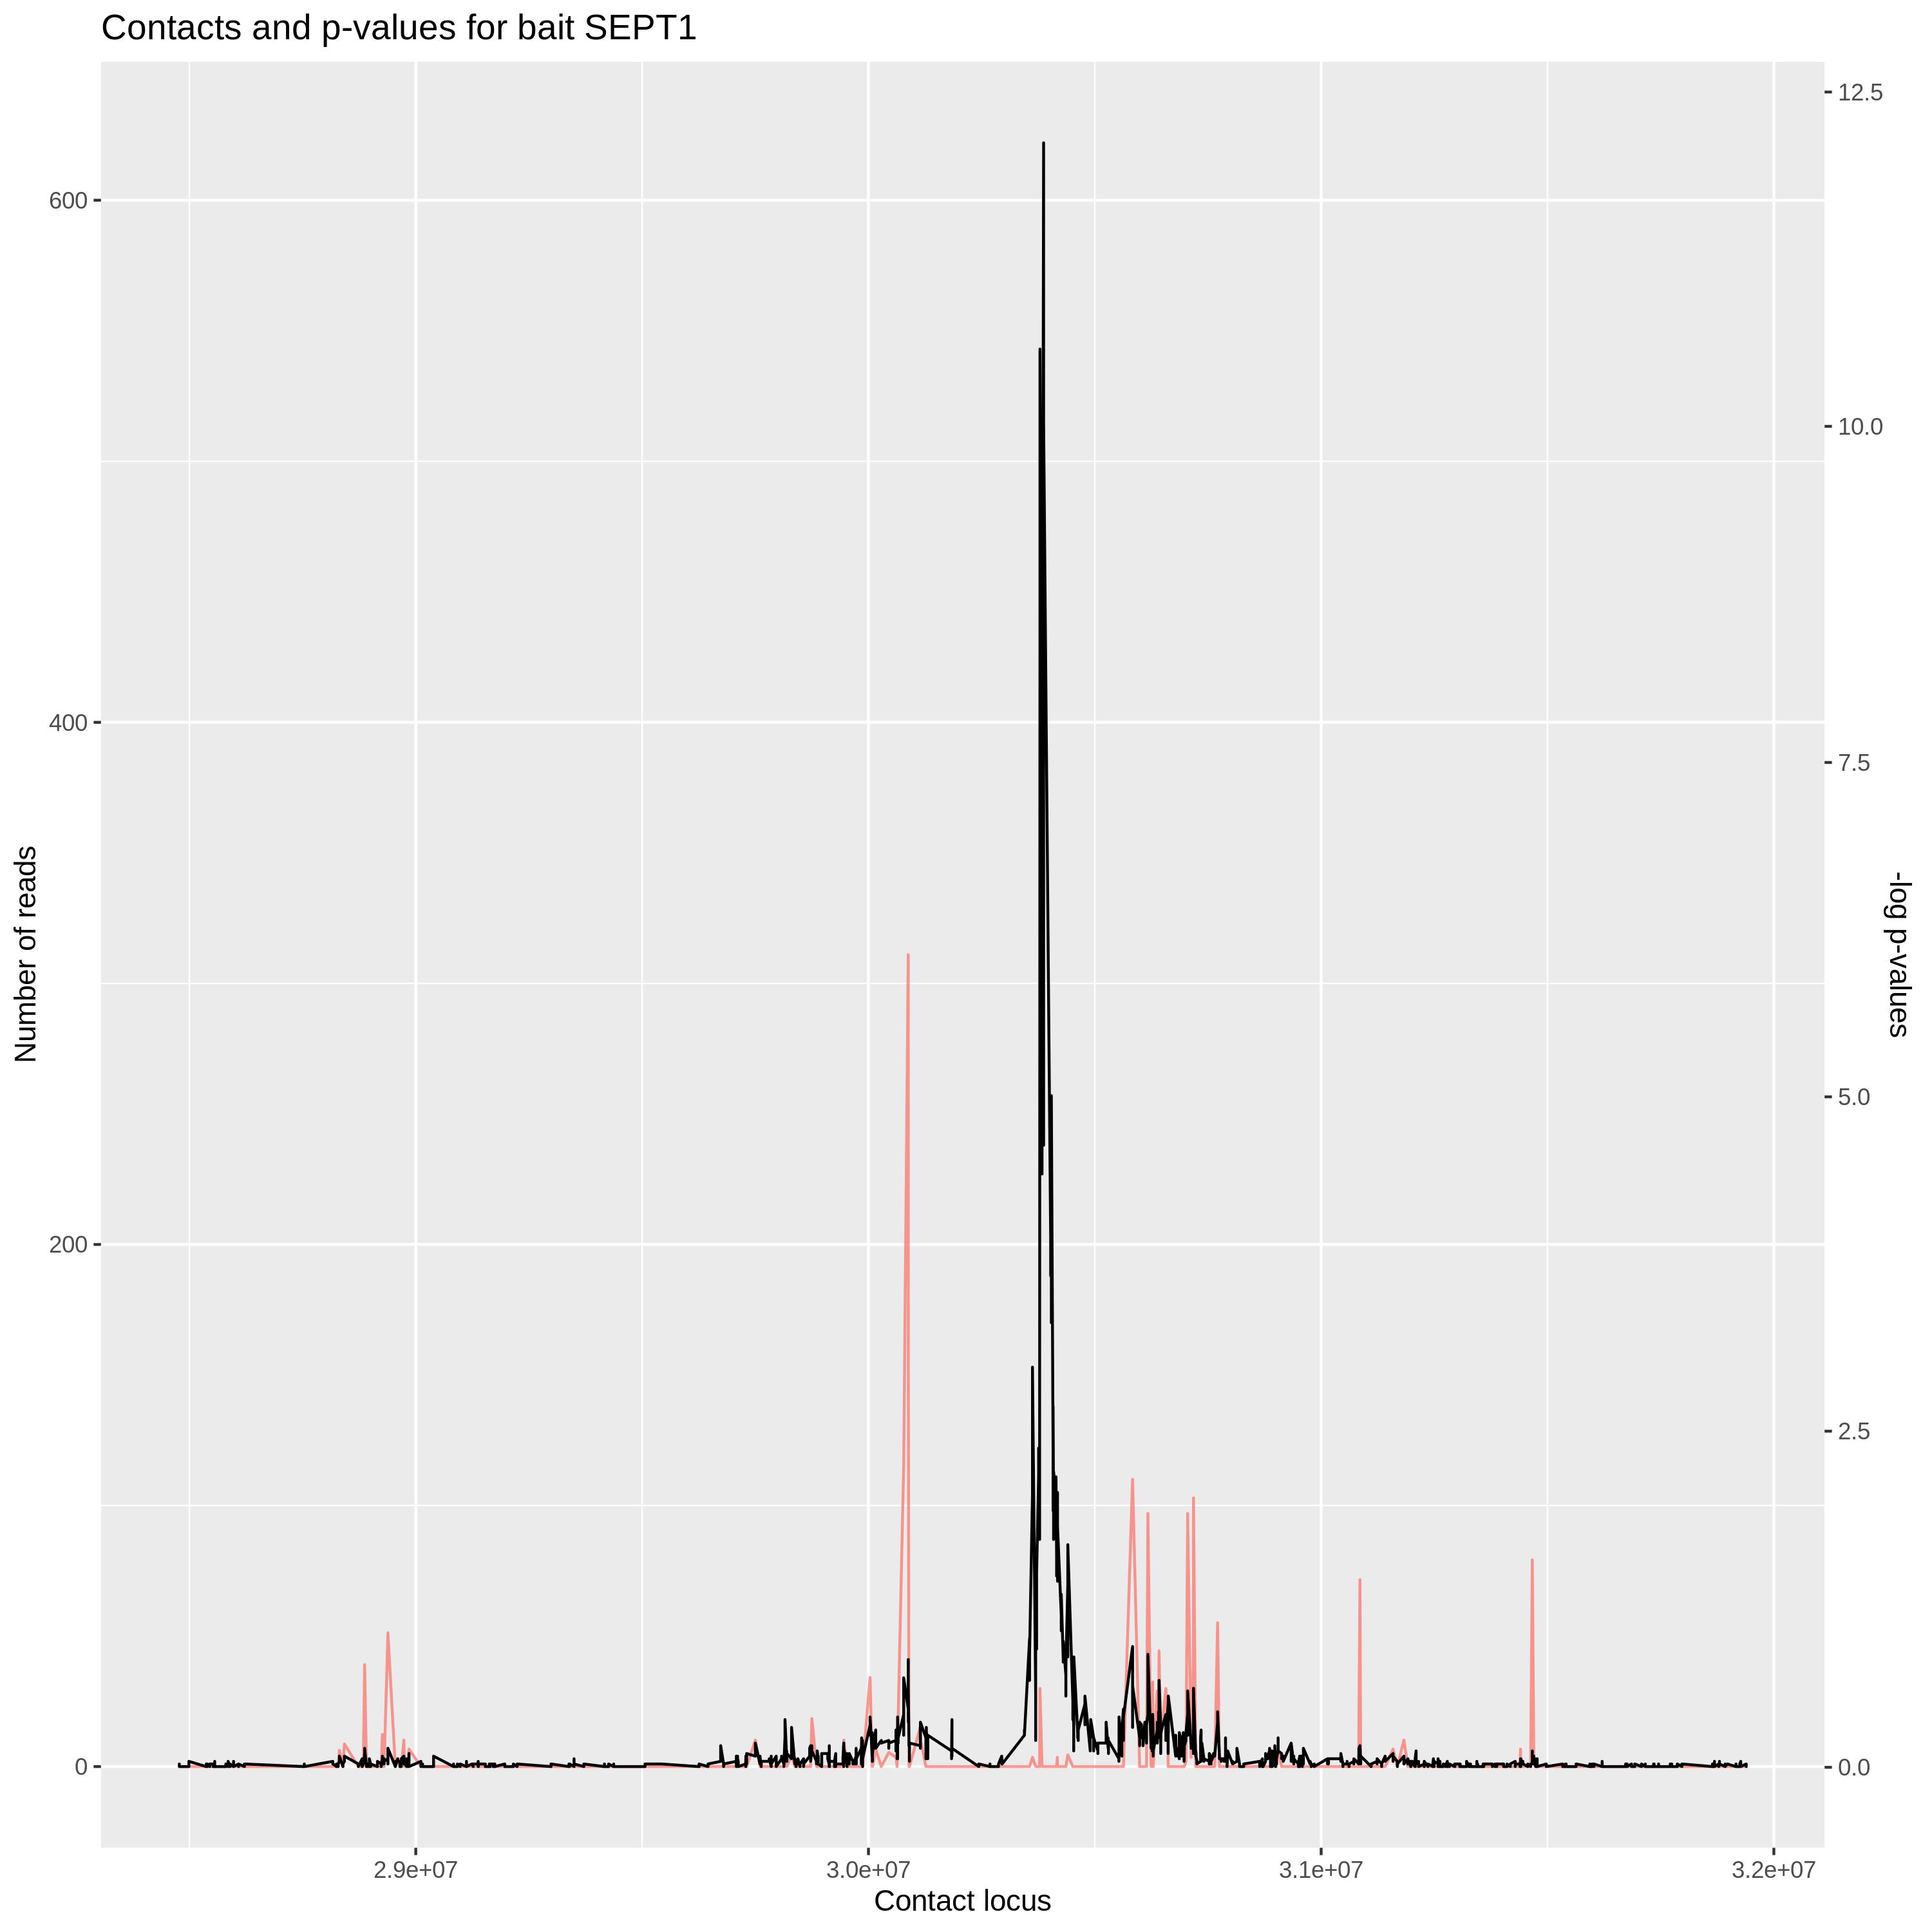 Contacts and p-values for bait SEPT1
12.5
600
10.0
400
7.5
Number of reads
-log p-values
5.0
200
2.5
0
0.0
2.9e+07
3.0e+07
3.1e+07
3.2e+07
Contact locus